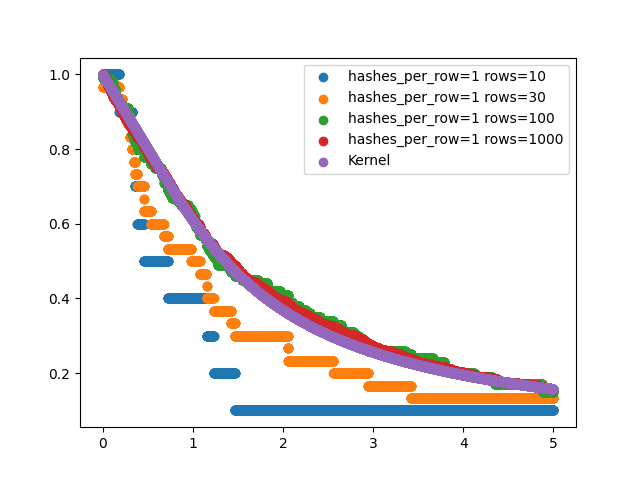 1.0
0.8
0.6
0.4
0.2
0
1
2
3
4
5
hashes_per_row=1 rows=10
hashes_per_row=1 rows=30
hashes_per_row=1 rows=100
hashes_per_row=1 rows=1000
Kernel